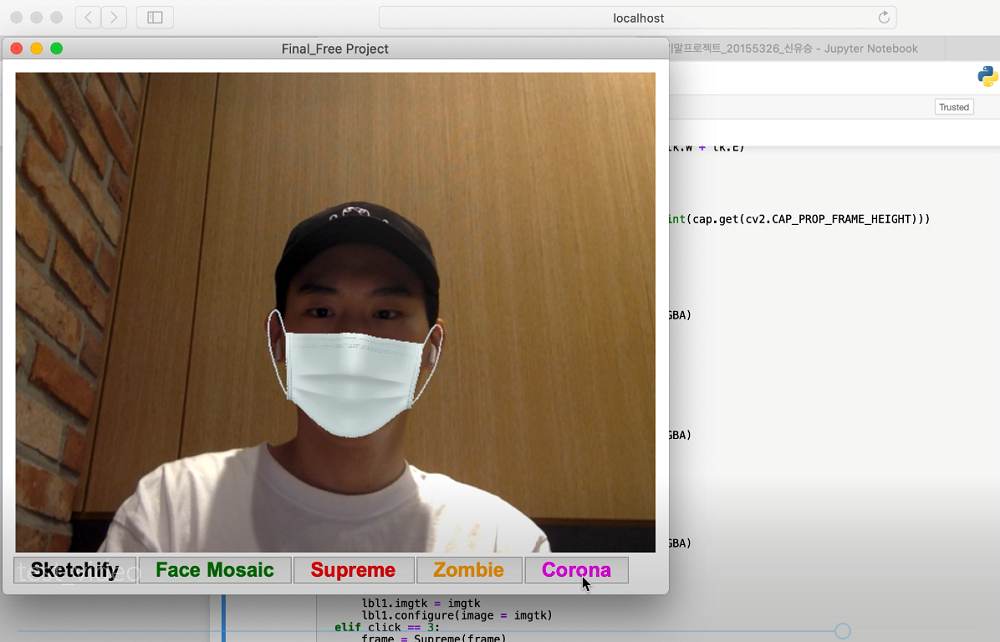 localhost
Final_Free Project
기말프로젝트_20155326_신유승 - Jupyter Notebook
Trusted
int(cap.get(cv2.CAP_PROP_FRAME_HEIGHT)))
GBA)
GBA)
GBA)
Sketchify
Face Mosaic
Supreme
Zombie
Corona
lbl1.imgtk = imgtk
lbl1.configure(image = imgtk)
elif click == 3:
frame = Supreme(frame)